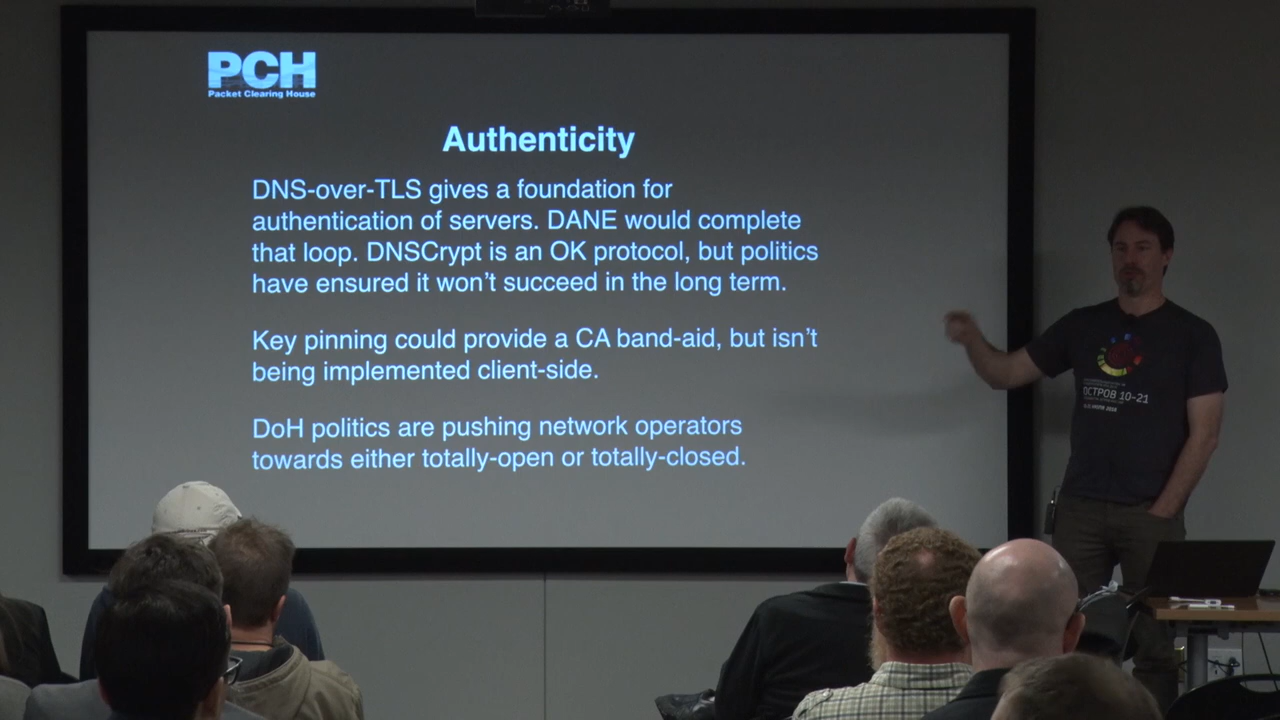 PCH
Packet Clearing House
Authenticity
DNS-over-TLS gives a foundation for
authentication of servers. DANE would complete
that loop. DNSCrypt is an OK protocol, but politics
have ensured it won't succeed in the long term.
Key pinning could provide a CA band-aid, but isn't
being implemented client-side.
DoH politics are pushing network operators
towards either totally-open or totally-closed.
ОСТРОВ 10-21